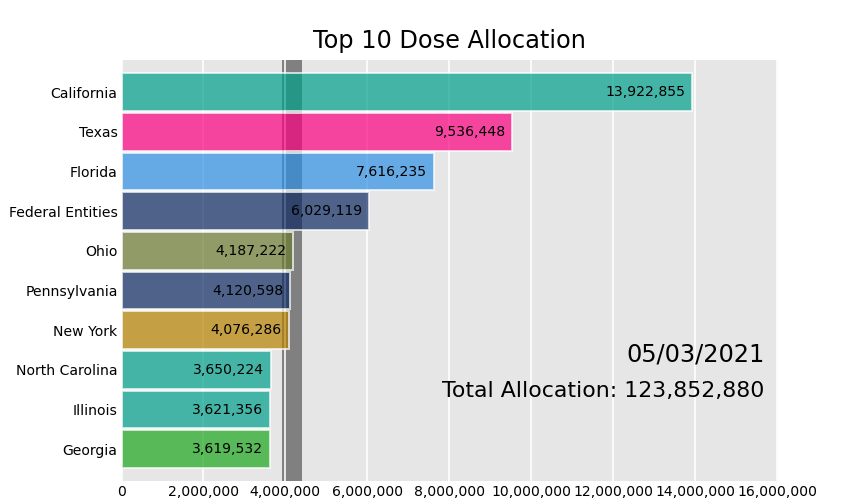 Top 10 Dose Allocation
California 13,922,855
Texas 9,536,448
Florida 7,616,235
Federal Entities 6,029,119
Ohio 4,187,222
Pennsylvania 4,120,598
New York 4,076,286
05/03/2021
North Carolina 3,650,224
Total Allocation: 123,852,880
Illinois 3,621,356
Georgia 3,619,532
0 2,000,000 4,000,000 6,000,000 8,000,000 10,000,000 12,000,000 14,000,000 16,000,000